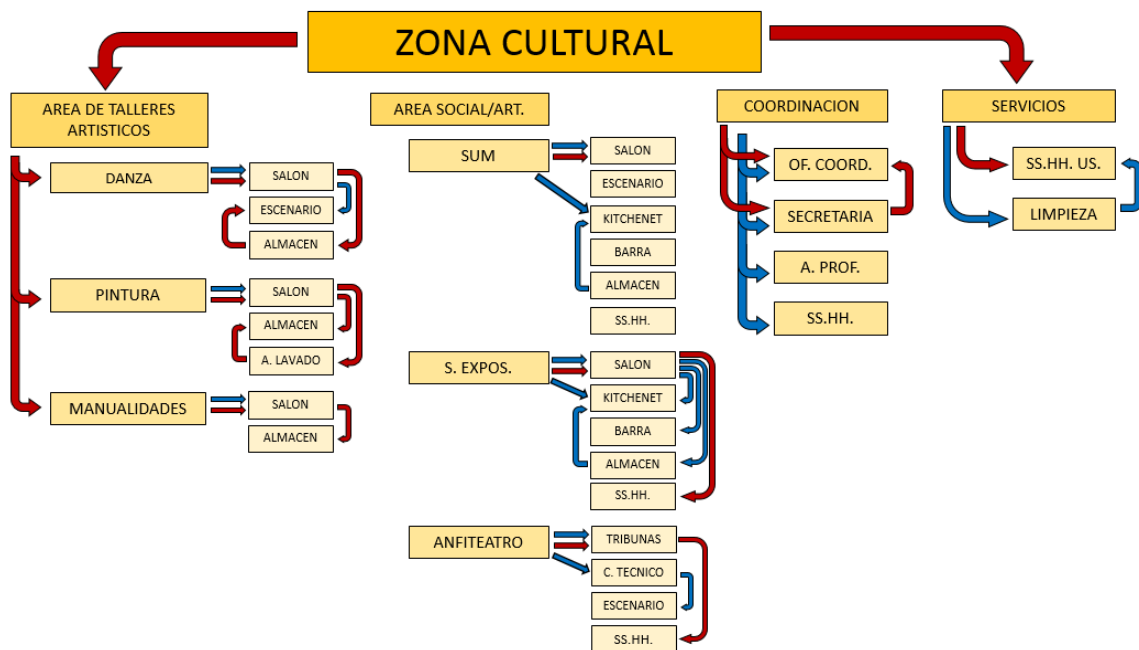 ZONA CULTURAL
AREA DE TALLERES
ARTISTICOS
DANZA
SALON
ESCENARIO
ALMACEN
PINTURA
SALON
ALMACEN
A. LAVADO
MANUALIDADES
SALON
ALMACEN
AREA SOCIAL/ART.
SUM
SALON
ESCENARIO
KITCHENET
BARRA
ALMACEN
SS.HH.
S. EXPOS.
SALON
KITCHENET
BARRA
ALMACEN
SS.HH.
ANFITEATRO
TRIBUNAS
C. TECNICO
ESCENARIO
SS.HH.
COORDINACION
OF. COORD.
SECRETARIA
A. PROF.
SS.HH.
SERVICIOS
SS.HH. US.
LIMPIEZA